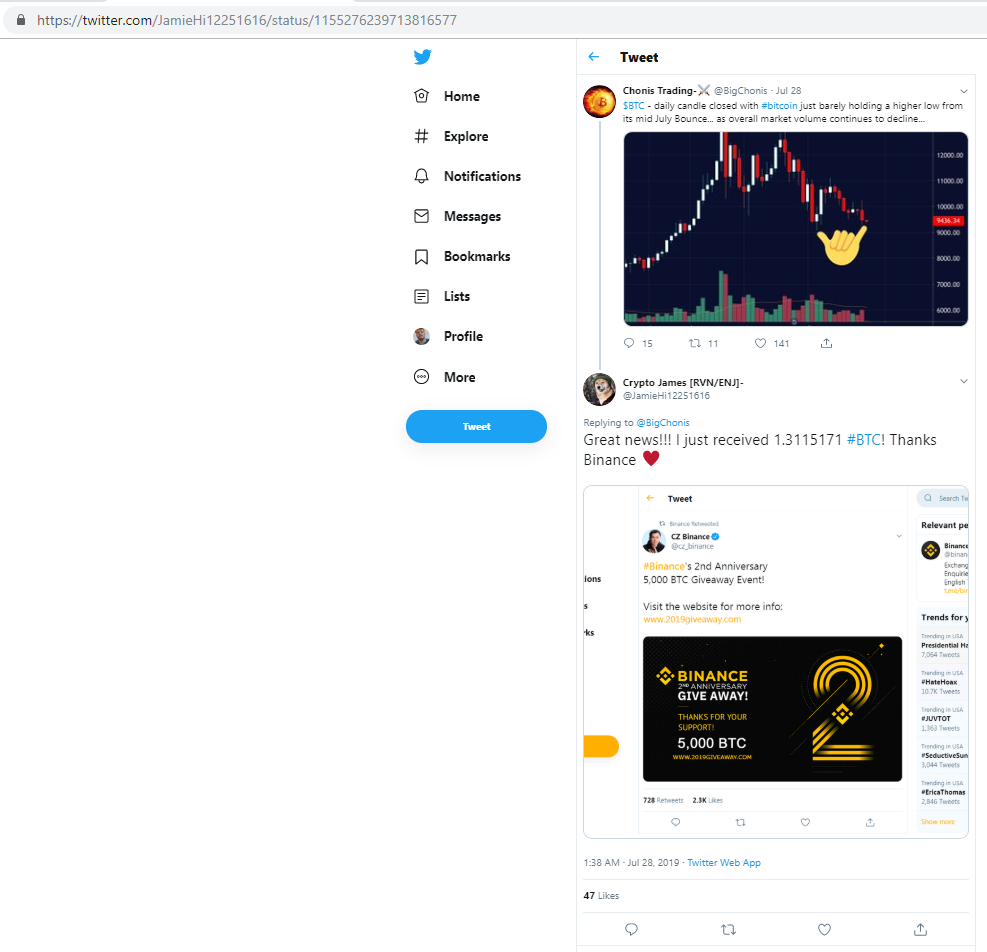 https://twitter.com/JamieHi12251616/status/1155276239713816577
Home
Explore
Notifications
Messages
Bookmarks
Lists
Profile
More
Tweet
Tweet
Chonis Trading- @BigChonis · Jul 28
$BTC - daily candle closed with #bitcoin just barely holding a higher low from
its mid July Bounce... as overall market volume continues to decline...
12000.00
11000.00
10000.00
9436.34
9000.00
8000.00
7000.00
6000.00
15 11 141
Crypto James [RVN/ENJ]-
@JamieHi12251616
Replying to @BigChonis
Great news!!! I just received 1.3115171 #BTC! Thanks
Binance
Tweet
Binance Retweeted
CZ Binance
@cz_binance
#Binance's 2nd Anniversary
5,000 BTC Giveaway Event!
Visit the website for more info:
www.2019giveaway.com
BINANCE
2ND ANNIVERSARY
GIVE AWAY!
THANKS FOR YOUR
SUPPORT!
5,000 BTC
WWW.2019GIVEAWAY.COM
728 Retweets 2.3K Likes
ions
s
rks
Search Tw
Relevant pe
Binance
@binan
Exchang
Enquirie
English
t.me/bin
Trends for y
Trending in USA
Presidential Ha
7,064 Tweets
Trending in USA
#HateHoax
10.7K Tweets
Trending in USA
#JUVTOT
1,363 Tweets
Trending in USA
#SeductiveSun
3,044 Tweets
Trending in USA
#EricaThomas
2,846 Tweets
Show more
1:38 AM · Jul 28, 2019 · Twitter Web App
47 Likes